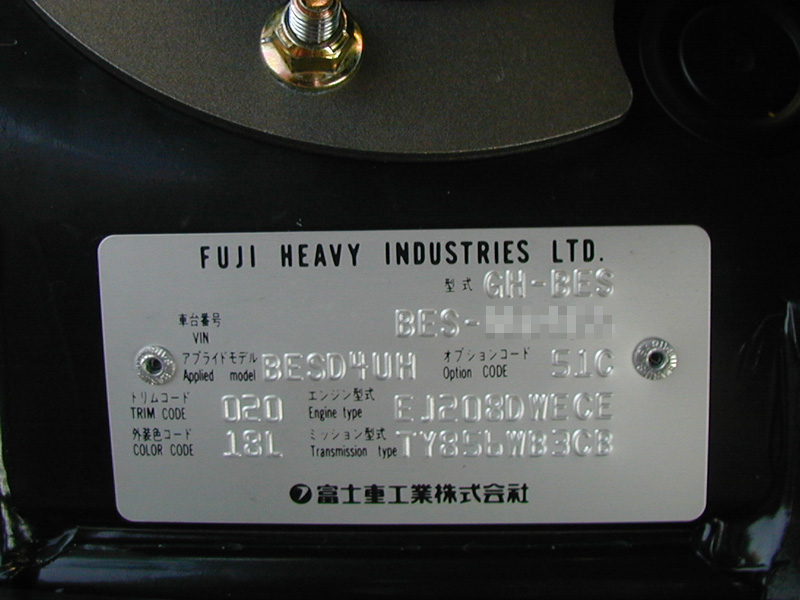 FUJI HEAVY INDUSTRIES LTD.
型式 GH-BES
車台番号 VIN BES-
アプライドモデル Applied model BESD4UH オプションコード Option CODE 51C
トリムコード TRIM CODE 020 エンジン型式 Engine type EJ208DWECE
外装色コード COLOR CODE 18L ミッション型式 Transmission type TY856WB3CB
富士重工業株式会社